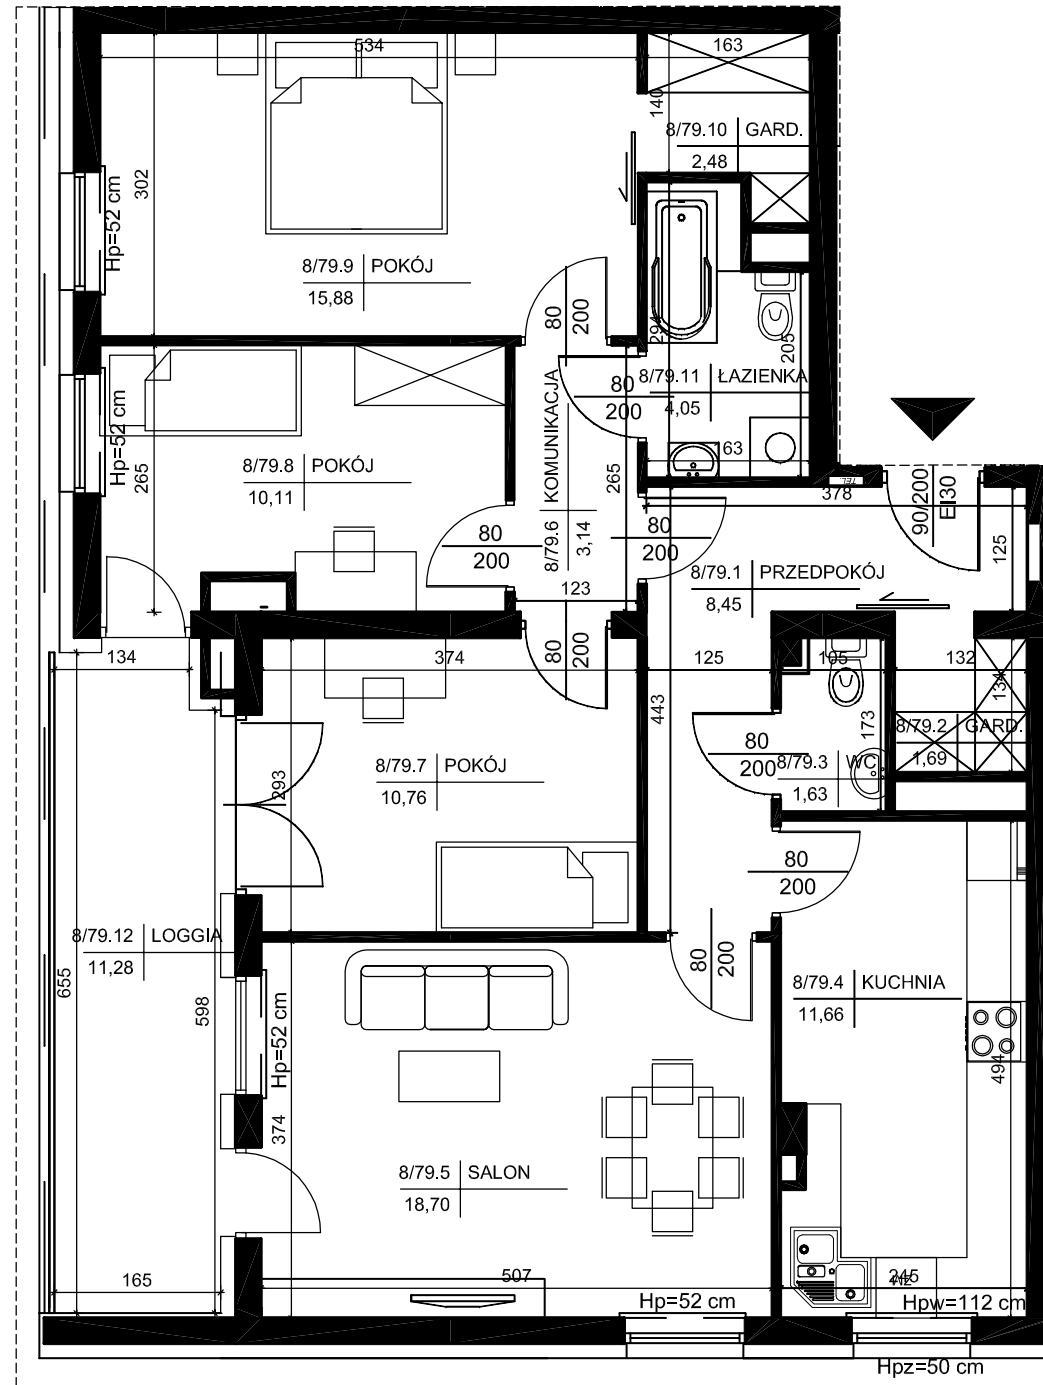 534
163
140
8/79.10 GARD.
2,48
302
Hp=52 cm
8/79.9 POKÓJ
15,88
80
200
294
205
8/79.11 ŁAZIENKA
4,05
80
200
63
Hp=52 cm
265
8/79.8 POKÓJ
10,11
8/79.6 KOMUNIKACJA
3,14
265
80
200
123
80
200
378
TEL
90/200
EI30
125
8/79.1 PRZEDPOKÓJ
8,45
80
200
134
374
125
105
132
134
443
173
8/79.2 GARD.
1,69
8/79.3 WC
1,63
80
200
8/79.7 POKÓJ
10,76
293
80
200
80
200
8/79.12 LOGGIA
11,28
655
598
Hp=52 cm
374
8/79.4 KUCHNIA
11,66
494
8/79.5 SALON
18,70
165
507
245
Hp=52 cm
Hpw=112 cm
Hpz=50 cm